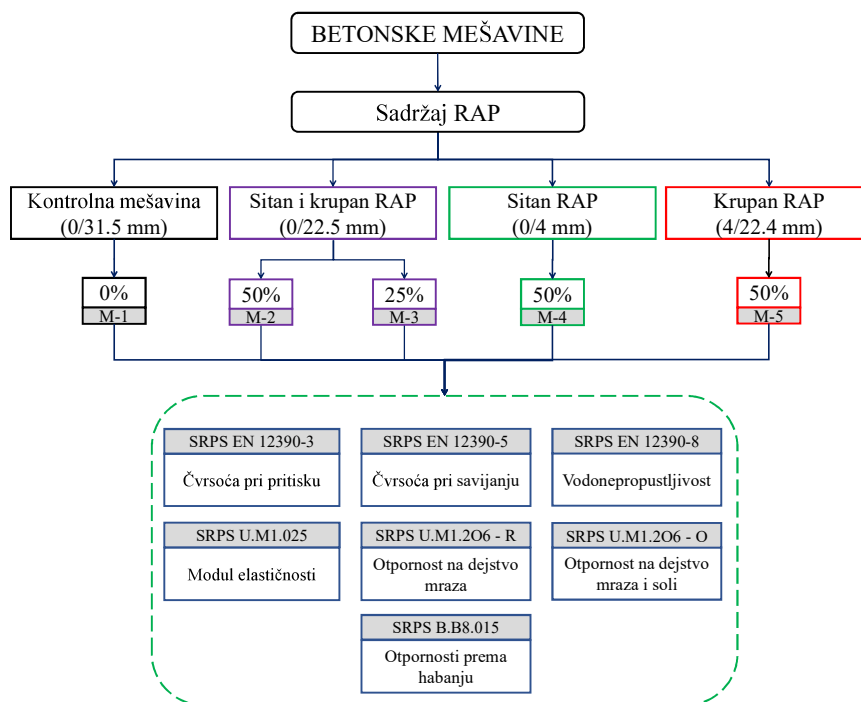 BETONSKE MEŠAVINE
Sadržaj RAP
Kontrolna mešavina
(0/31.5 mm)
Sitan i krupan RAP
(0/22.5 mm)
Sitan RAP
(0/4 mm)
Krupan RAP
(4/22.4 mm)
0%
M-1
50%
M-2
25%
M-3
50%
M-4
50%
M-5
SRPS EN 12390-3
Čvrsoća pri pritisku
SRPS EN 12390-5
Čvrsoća pri savijanju
SRPS EN 12390-8
Vodonepropustljivost
SRPS U.M1.025
Modul elastičnosti
SRPS U.M1.2O6 - R
Otpornost na dejstvo
mraza
SRPS U.M1.2O6 - O
Otpornost na dejstvo
mraza i soli
SRPS B.B8.015
Otpornosti prema
habanju